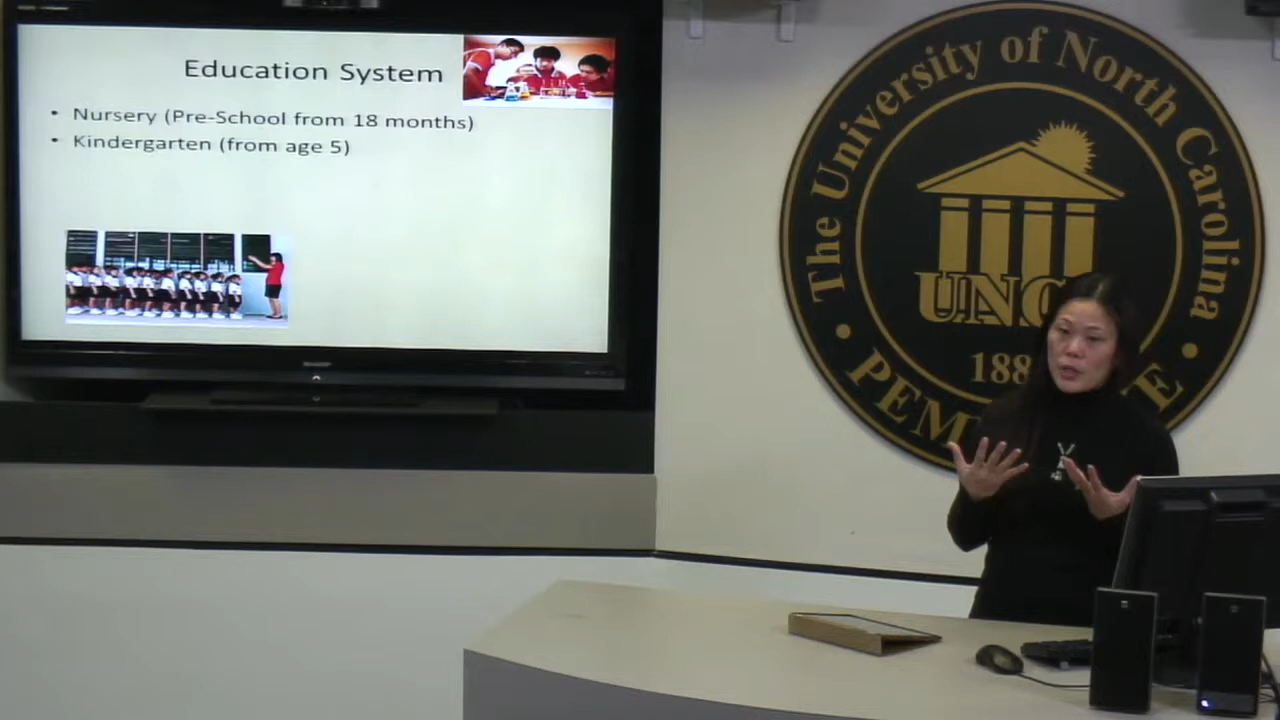 Education System
• Nursery (Pre-School from 18 months)
• Kindergarten (from age 5)
SHARP
The University of North Carolina
UNC
188
PEM
E